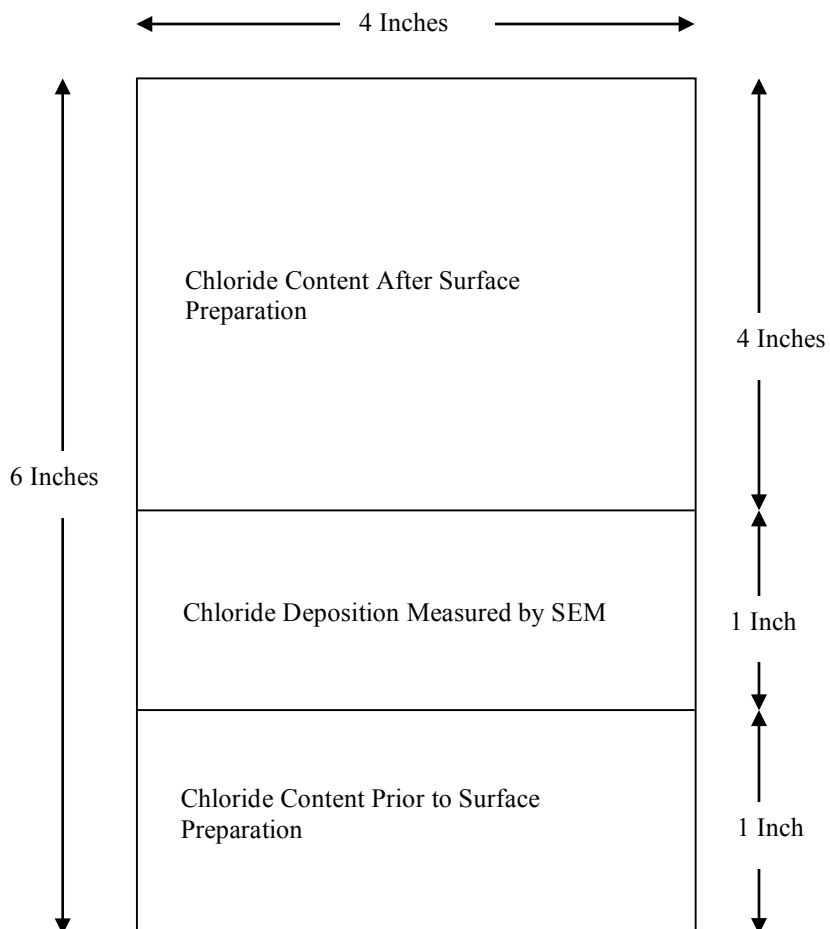 4 Inches
Chloride Content After Surface
Preparation
4 Inches
6 Inches
Chloride Deposition Measured by SEM
1 Inch
Chloride Content Prior to Surface
Preparation
1 Inch